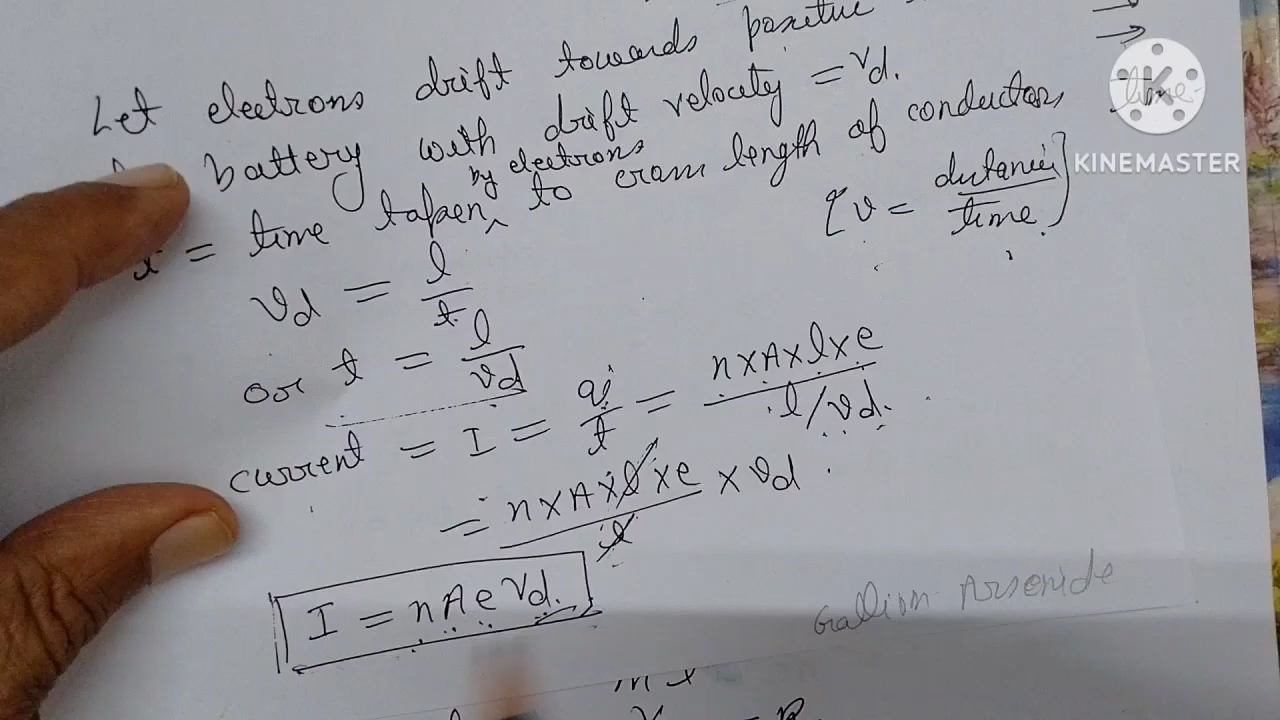 Let electrons drift towards positive
battery with drift velocity = vd.
by electrons
= time taken ^ to cross length of conductor
time
[v = distance/time]
vd = l/t
or t = l/vd
current = I = q/t = n×A×l×e / l/vd.
= n×A×l×e / l × vd.
I = nAevd.
Gallium Arsenide
KINEMASTER